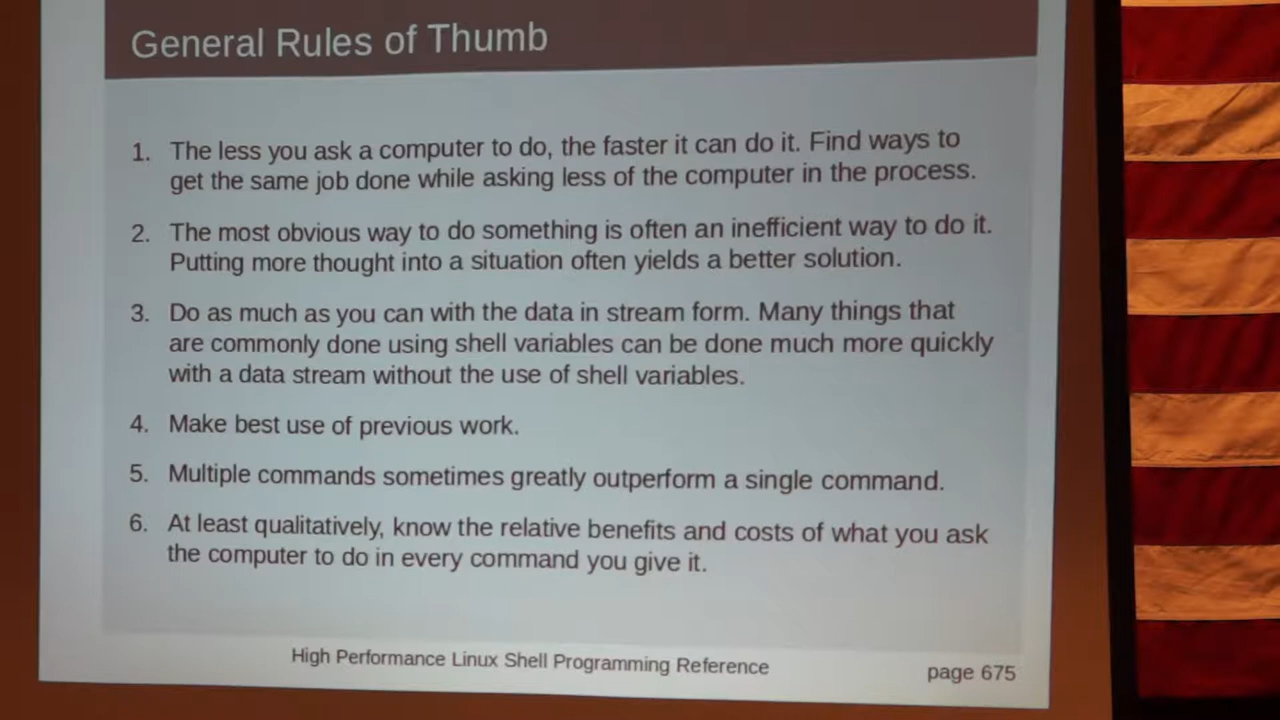 General Rules of Thumb
1. The less you ask a computer to do, the faster it can do it. Find ways to
get the same job done while asking less of the computer in the process.
2. The most obvious way to do something is often an inefficient way to do it.
Putting more thought into a situation often yields a better solution.
3. Do as much as you can with the data in stream form. Many things that
are commonly done using shell variables can be done much more quickly
with a data stream without the use of shell variables.
4. Make best use of previous work.
5. Multiple commands sometimes greatly outperform a single command.
6. At least qualitatively, know the relative benefits and costs of what you ask
the computer to do in every command you give it.
High Performance Linux Shell Programming Reference
page 675